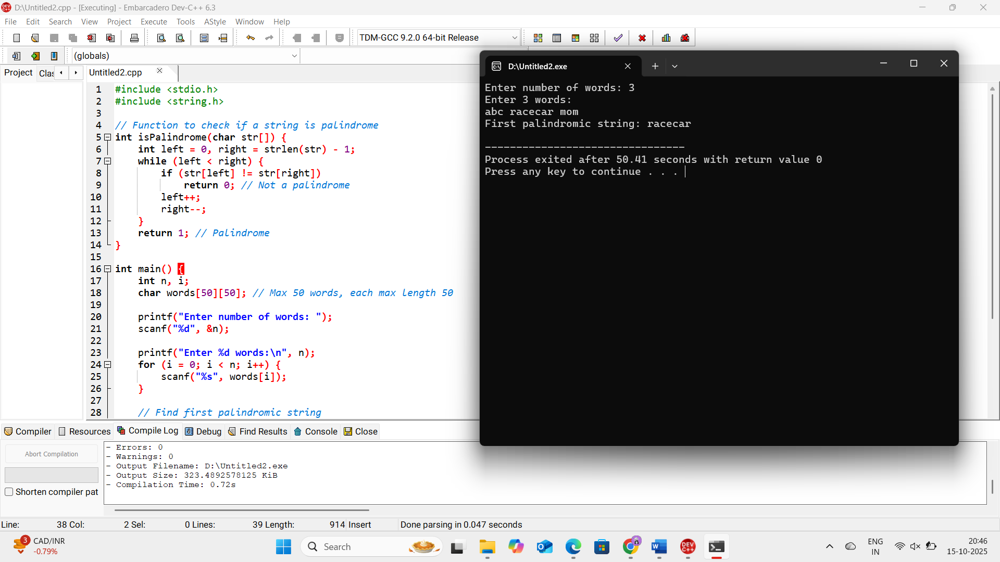 D:\Untitled2.cpp - [Executing] - Embarcadero Dev-C++ 6.3
File Edit Search View Project Execute Tools AStyle Window Help
TDM-GCC 9.2.0 64-bit Release
(globals)
Project Clas Untitled2.cpp
1 #include <stdio.h>
2 #include <string.h>
3
4 // Function to check if a string is palindrome
5 int isPalindrome(char str[]) {
6 int left = 0, right = strlen(str) - 1;
7 while (left < right) {
8 if (str[left] != str[right])
9 return 0; // Not a palindrome
10 left++;
11 right--;
12 }
13 return 1; // Palindrome
14 }
15
16 int main() {
17 int n, i;
18 char words[50][50]; // Max 50 words, each max length 50
19
20 printf("Enter number of words: ");
21 scanf("%d", &n);
22
23 printf("Enter %d words:\n", n);
24 for (i = 0; i < n; i++) {
25 scanf("%s", words[i]);
26 }
27
28 // Find first palindromic string
D:\Untitled2.exe
Enter number of words: 3
Enter 3 words:
abc racecar mom
First palindromic string: racecar
--------------------------------
Process exited after 50.41 seconds with return value 0
Press any key to continue . . .
Compiler Resources Compile Log Debug Find Results Console Close
Abort Compilation
Shorten compiler pat
- Errors: 0
- Warnings: 0
- Output Filename: D:\Untitled2.exe
- Output Size: 323.4892578125 KiB
- Compilation Time: 0.72s
Line: 38 Col: 2 Sel: 0 Lines: 39 Length: 914 Insert Done parsing in 0.047 seconds
3
CAD/INR
-0.79%
Search
DEV C++
ENG
IN
20:46
15-10-2025